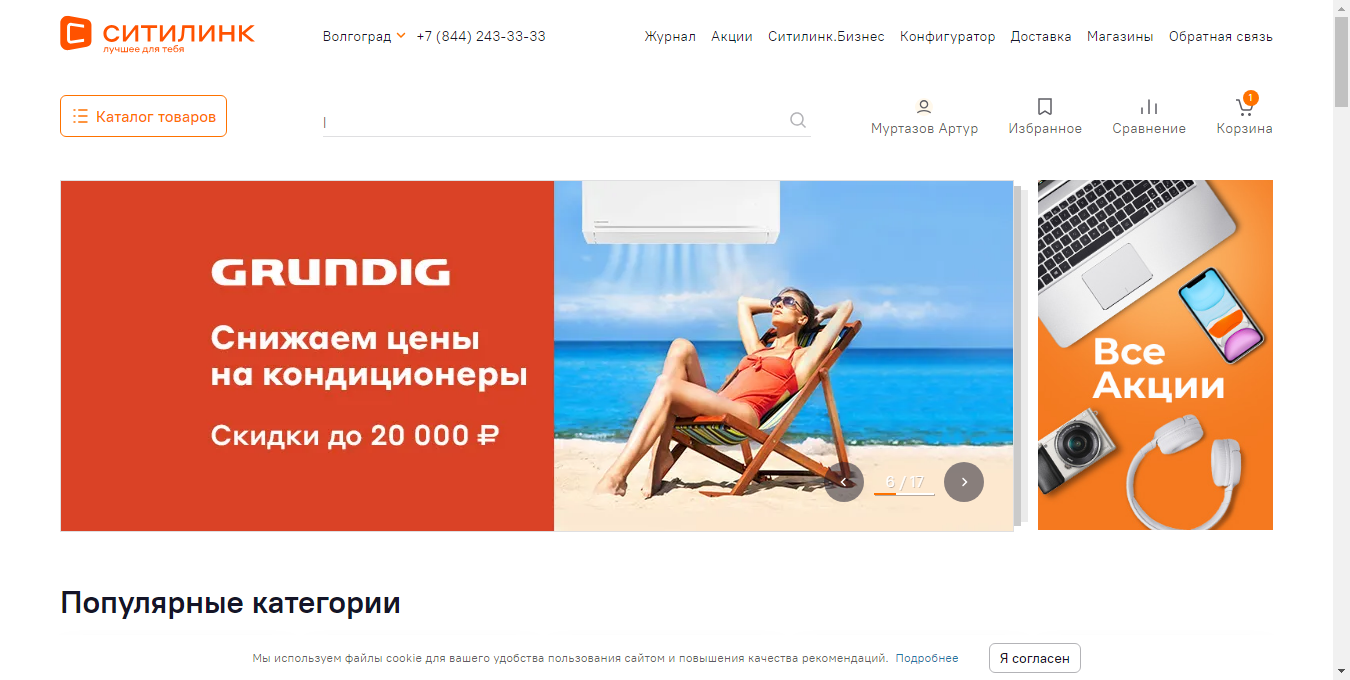 СИТИЛИНК
лучшее для тебя
Волгоград +7 (844) 243-33-33
Журнал Акции Ситилинк.Бизнес Конфигуратор Доставка Магазины Обратная связь
Каталог товаров
1
Муртазов Артур Избранное Сравнение Корзина
GRUNDIG
Снижаем цены
на кондиционеры
Скидки до 20 000 ₽
6 / 17
Все
Акции
Популярные категории
Мы используем файлы cookie для вашего удобства пользования сайтом и повышения качества рекомендаций. Подробнее
Я согласен